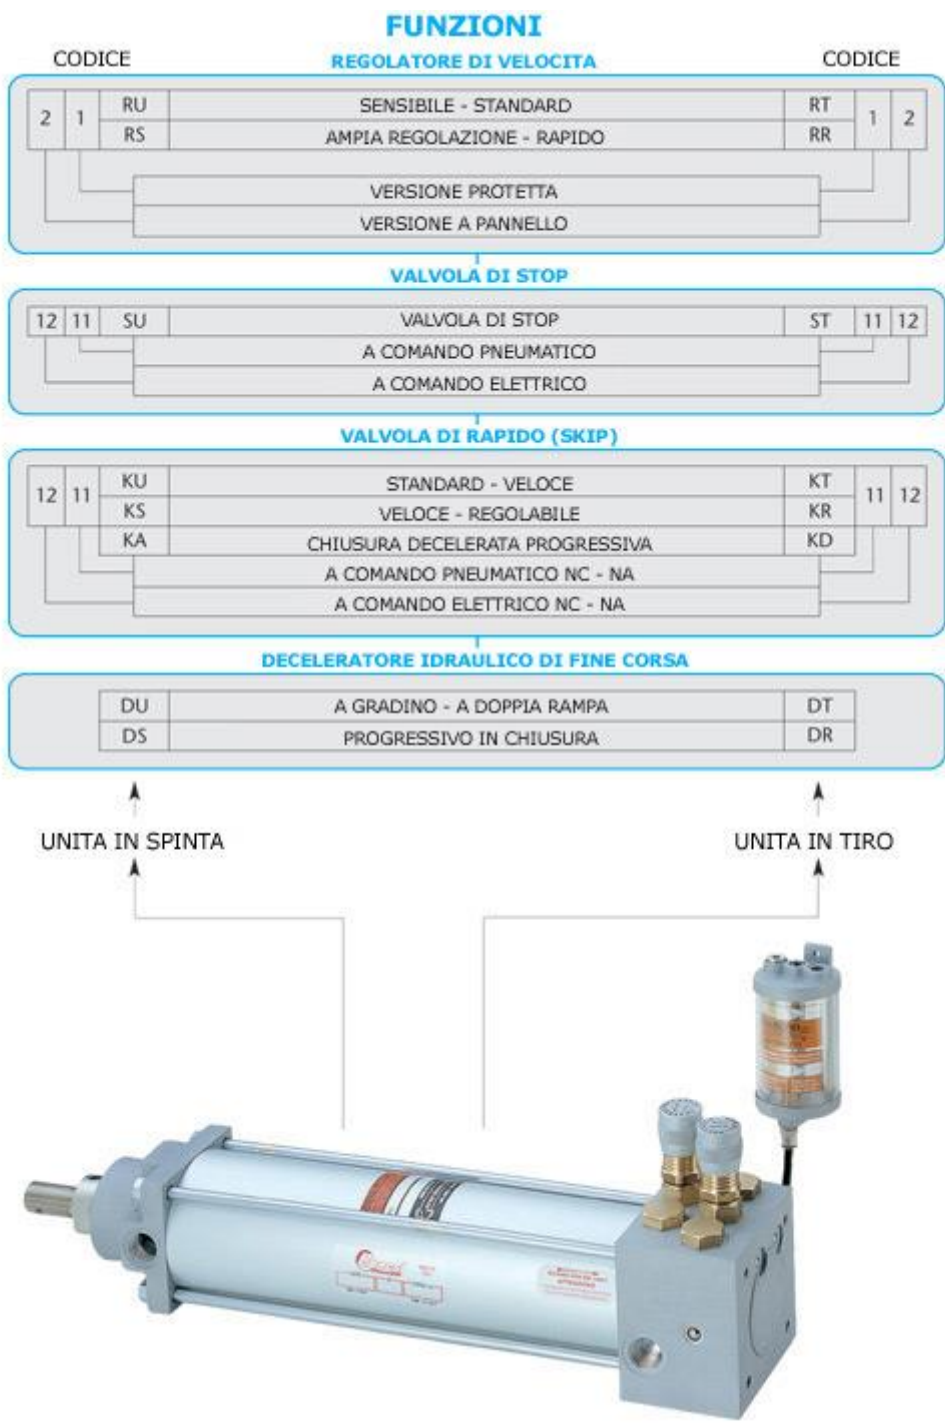 FUNZIONI
CODICE REGOLATORE DI VELOCITA CODICE
2 1 RU SENSIBILE - STANDARD RT 1 2
RS AMPIA REGOLAZIONE - RAPIDO RR
VERSIONE PROTETTA
VERSIONE A PANNELLO
VALVOLA DI STOP
12 11 SU VALVOLA DI STOP ST 11 12
A COMANDO PNEUMATICO
A COMANDO ELETTRICO
VALVOLA DI RAPIDO (SKIP)
12 11 KU STANDARD - VELOCE KT 11 12
KS VELOCE - REGOLABILE KR
KA CHIUSURA DECELERATA PROGRESSIVA KD
A COMANDO PNEUMATICO NC - NA
A COMANDO ELETTRICO NC - NA
DECELERATORE IDRAULICO DI FINE CORSA
DU A GRADINO - A DOPPIA RAMPA DT
DS PROGRESSIVO IN CHIUSURA DR
UNITA IN SPINTA UNITA IN TIRO